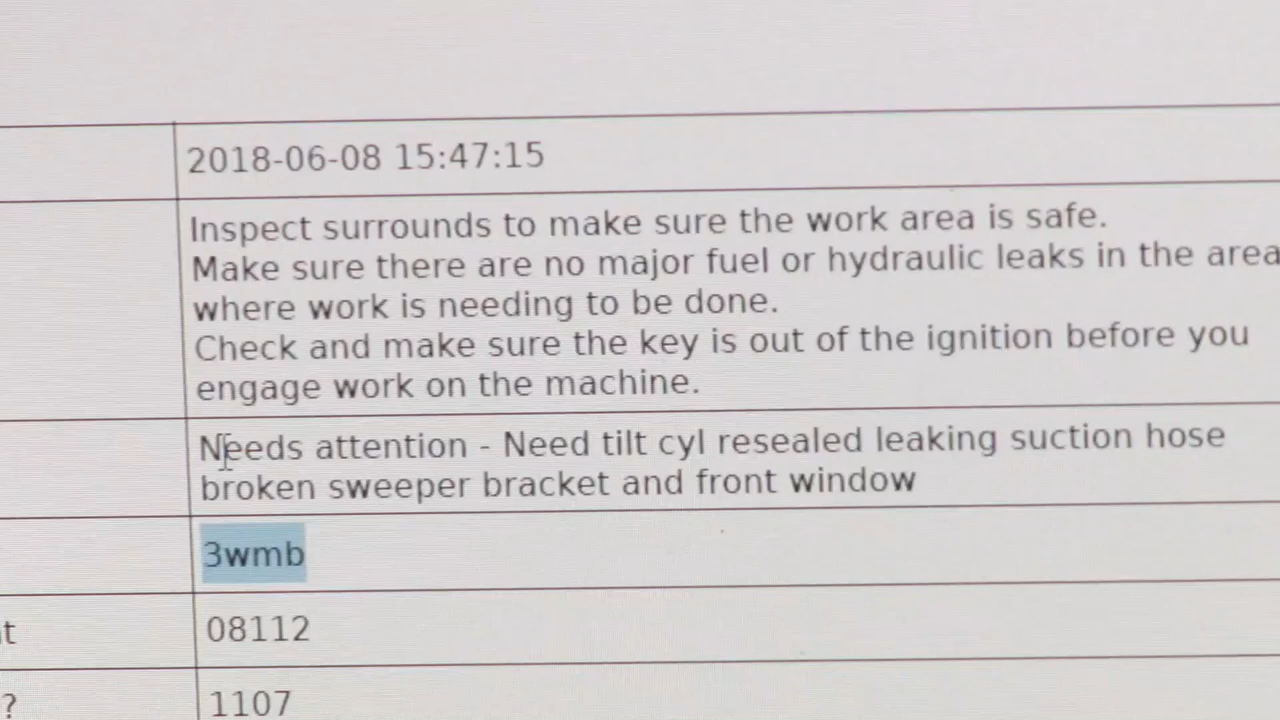 2018-06-08 15:47:15
Inspect surrounds to make sure the work area is safe.
Make sure there are no major fuel or hydraulic leaks in the area
where work is needing to be done.
Check and make sure the key is out of the ignition before you
engage work on the machine.
Needs attention - Need tilt cyl resealed leaking suction hose
broken sweeper bracket and front window
3wmb
t 08112
? 1107